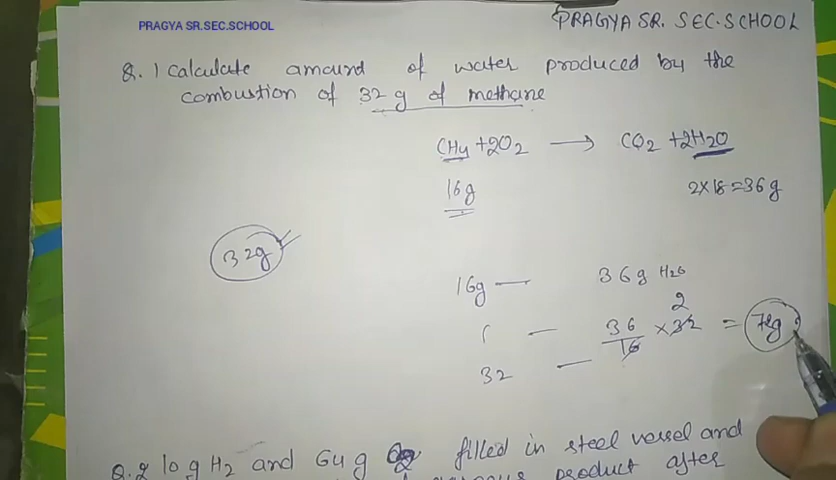 PRAGYA SR.SEC.SCHOOL
PRAGYA SR. SEC. SCHOOL
Q. 1 Calculate amount of water produced by the
combustion of 32 g of methane
CH4 + 2O2 → CO2 + 2H2O
16g 2×18=36 g
32g
16g — 36g H2O
1 — 36/16 × 32 2 = 72g
32 —
Q.2 10 g H2 and 64 g O2 filled in steel vessel and
product after